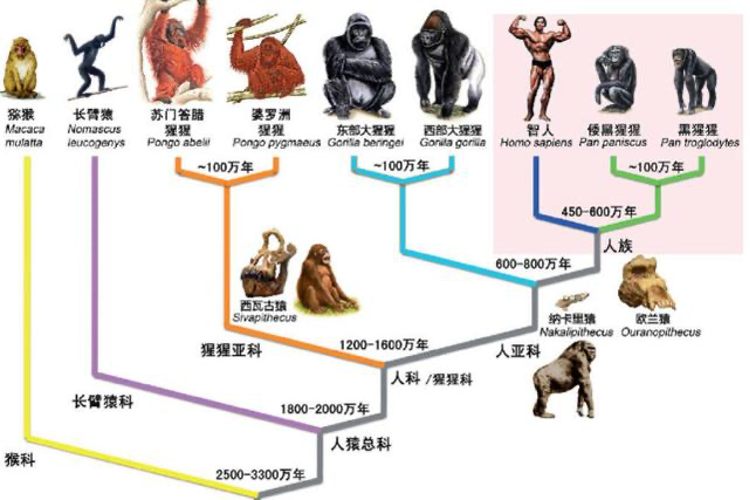 猕猴
Macaca
mulatta
长臂猿
Nomascus
leucogenys
苏门答腊
猩猩
Pongo abelii
婆罗洲
猩猩
Pongo pygmaeus
东部大猩猩
Gorilla beringei
西部大猩猩
Gorilla gorilla
智人
Homo sapiens
倭黑猩猩
Pan paniscus
黑猩猩
Pan troglodytes
~100万年
~100万年
~100万年
450-600万年
人族
600-800万年
西瓦古猿
Sivapithecus
纳卡里猿
Nakalipithecus
欧兰猿
Ouranopithecus
猩猩亚科
1200-1600万年
人亚科
人科 /猩猩科
长臂猿科
1800-2000万年
人猿总科
猴科
2500-3300万年